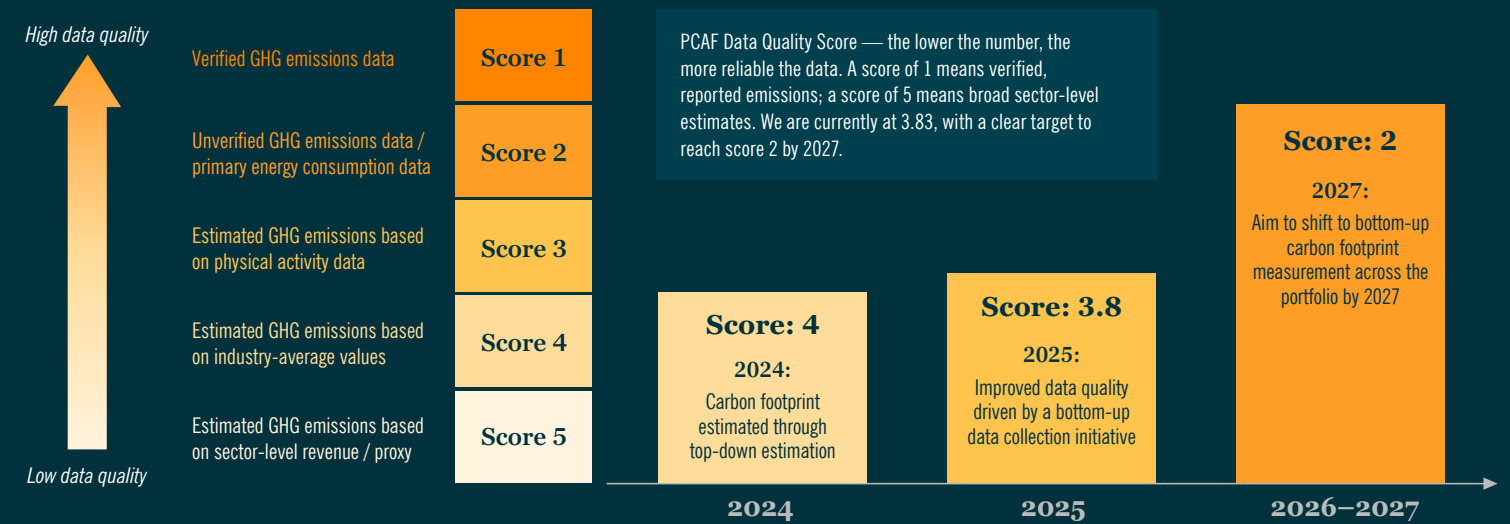 High data quality
Low data quality
Verified GHG emissions data
Score 1
Unverified GHG emissions data /
primary energy consumption data
Score 2
Estimated GHG emissions based
on physical activity data
Score 3
Estimated GHG emissions based
on industry-average values
Score 4
Estimated GHG emissions based
on sector-level revenue / proxy
Score 5
PCAF Data Quality Score — the lower the number, the
more reliable the data. A score of 1 means verified,
reported emissions; a score of 5 means broad sector-level
estimates. We are currently at 3.83, with a clear target to
reach score 2 by 2027.
Score: 4
2024:
Carbon footprint
estimated through
top-down estimation
Score: 3.8
2025:
Improved data quality
driven by a bottom-up
data collection initiative
Score: 2
2027:
Aim to shift to bottom-up
carbon footprint
measurement across the
portfolio by 2027
2024
2025
2026–2027